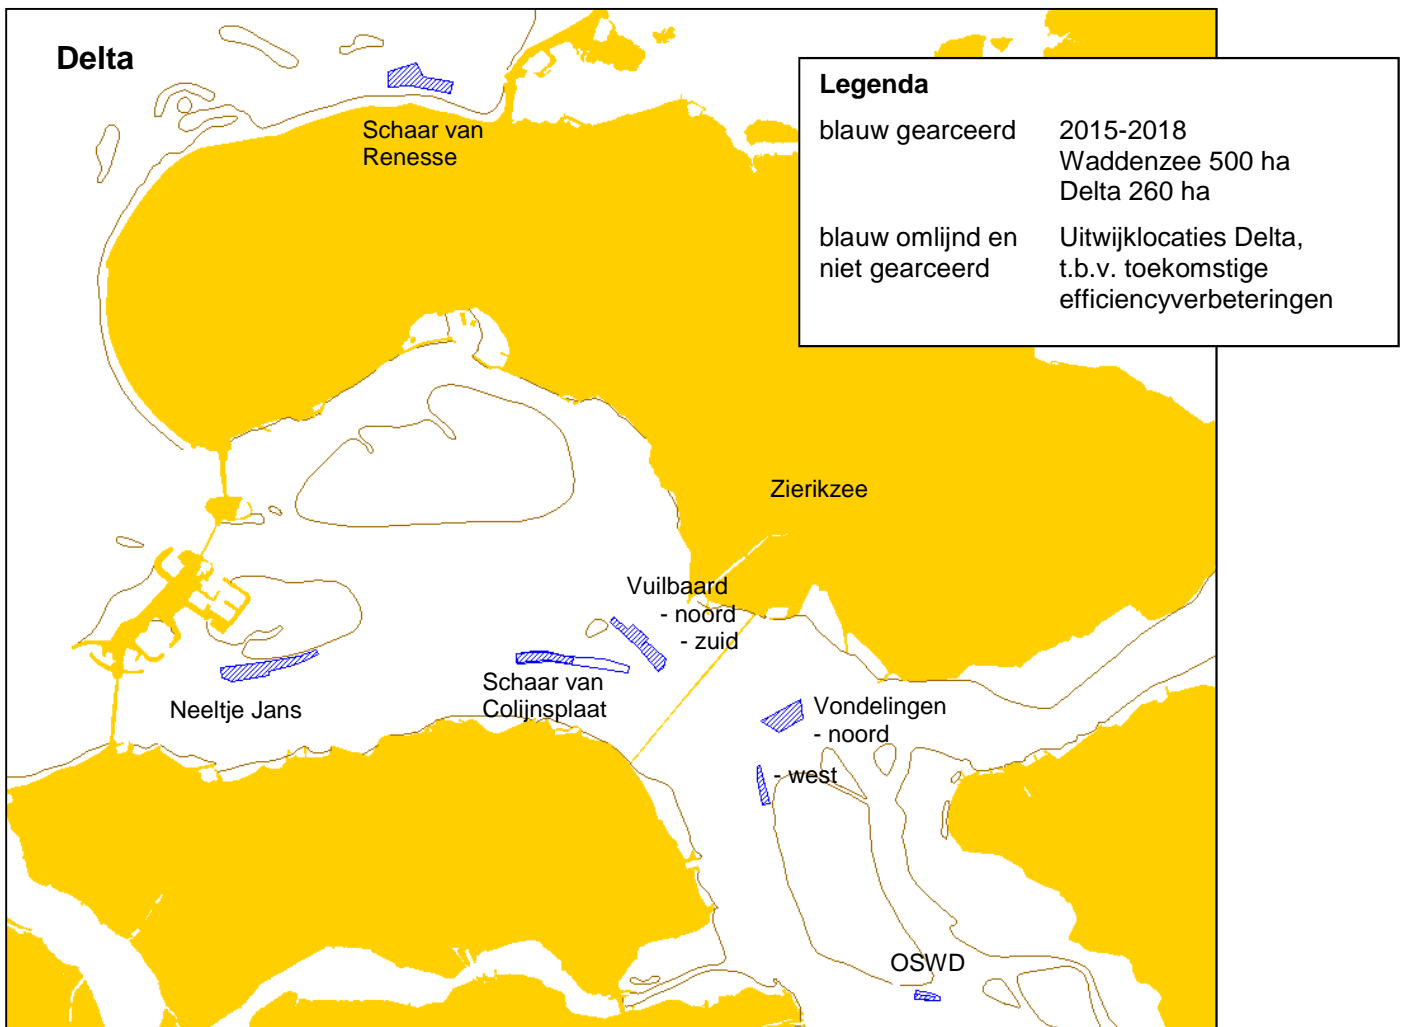 Delta
Legenda
blauw gearceerd 2015-2018
Waddenzee 500 ha
Delta 260 ha
blauw omlijnd en Uitwijklocaties Delta,
niet gearceerd t.b.v. toekomstige
efficiencyverbeteringen
Schaar van
Renesse
Zierikzee
Vuilbaard
- noord
- zuid
Schaar van
Colijnsplaat
Neeltje Jans
Vondelingen
- noord
- west
OSWD